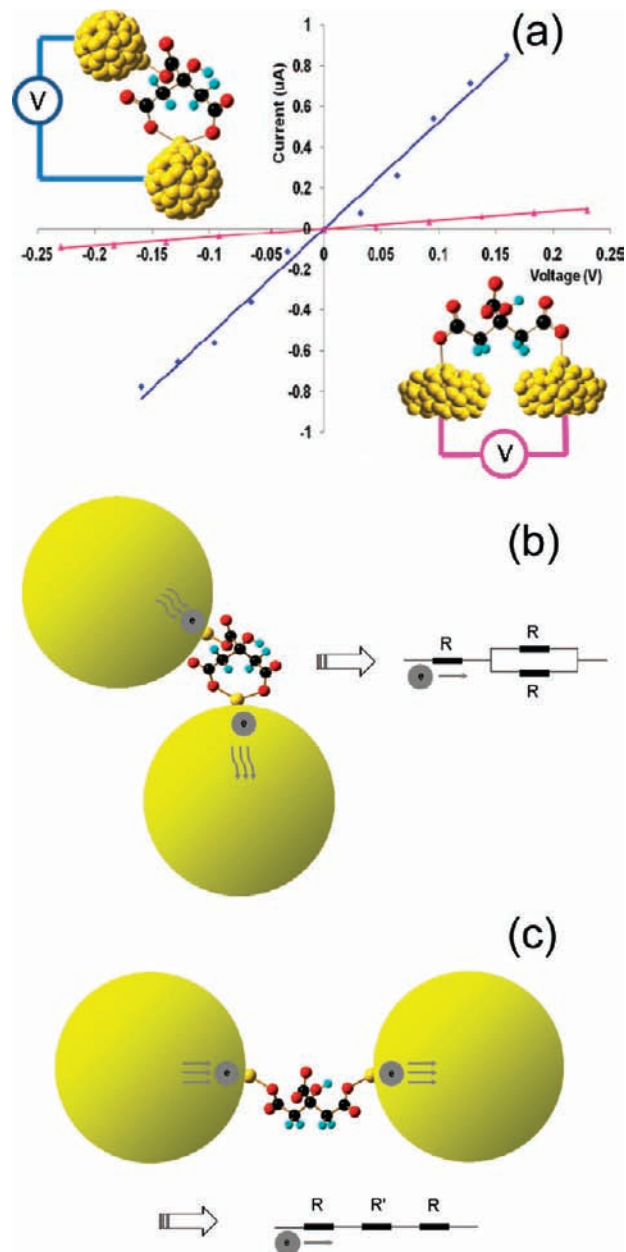 (a)
V
Current (uA)
1
0.8
0.6
0.4
0.2
0
-0.2
-0.4
-0.6
-0.8
-1
-0.25 -0.2 -0.15 -0.1 -0.05 0 0.05 0.1 0.15 0.2 0.25
Voltage (V)
V
(b)
e
e
R
R
R
e
(c)
e
e
R R' R
e